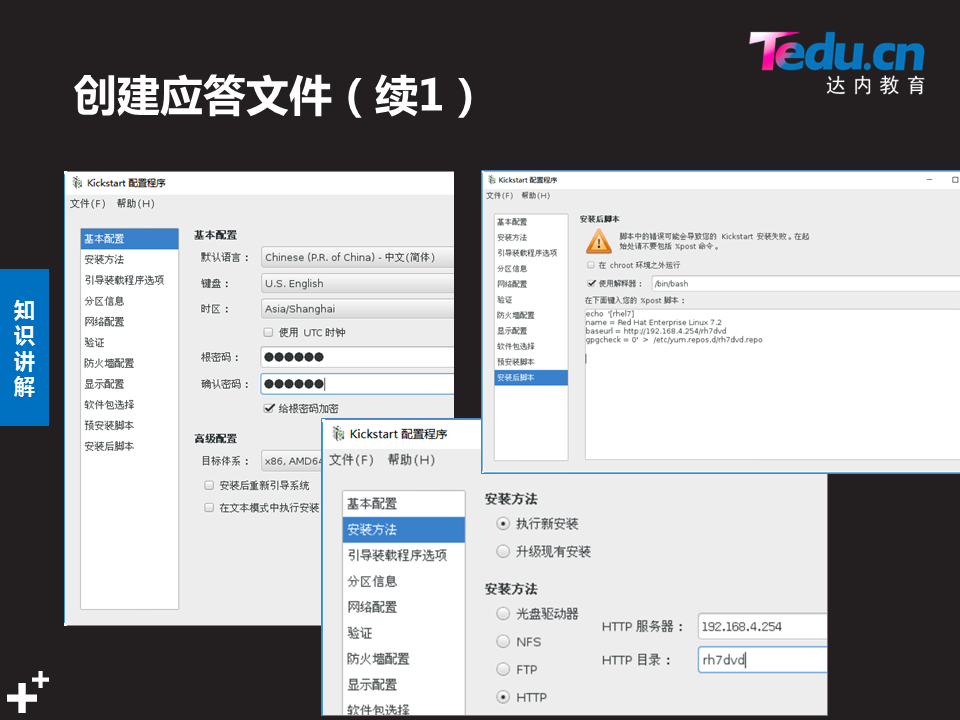 Tedu.cn
达内教育
创建应答文件（续1）
知识讲解
Kickstart 配置程序
文件(F) 帮助(H)
基本配置
安装方法
引导装载程序选项
分区信息
网络配置
验证
防火墙配置
显示配置
软件包选择
预安装脚本
安装后脚本
基本配置
默认语言： Chinese (P.R. of China) - 中文(简体)
键盘： U.S. English
时区： Asia/Shanghai
使用 UTC 时钟
根密码： ●●●●●●
确认密码： ●●●●●●
给根密码加密
高级配置
目标体系： x86, AMD64
安装后重新引导系统
在文本模式中执行安装
Kickstart 配置程序
文件(F) 帮助(H)
基本配置
安装方法
引导装载程序选项
分区信息
网络配置
验证
防火墙配置
显示配置
软件包选择
预安装脚本
安装后脚本
安装后脚本
脚本中的错误可能会导致您的 Kickstart 安装失败。在起
始处请不要包括 %post 命令。
在 chroot 环境之外运行
使用解释器： /bin/bash
在下面键入您的 %post 脚本：
echo '[rhel7]
name = Red Hat Enterprise Linux 7.2
baseurl = http://192.168.4.254/rh7dvd
gpgcheck = 0' > /etc/yum.repos.d/rh7dvd.repo
Kickstart 配置程序
文件(F) 帮助(H)
基本配置
安装方法
引导装载程序选项
分区信息
网络配置
验证
防火墙配置
显示配置
软件包选择
安装方法
执行新安装
升级现有安装
安装方法
光盘驱动器
NFS
FTP
HTTP
HTTP 服务器： 192.168.4.254
HTTP 目录： rh7dvd